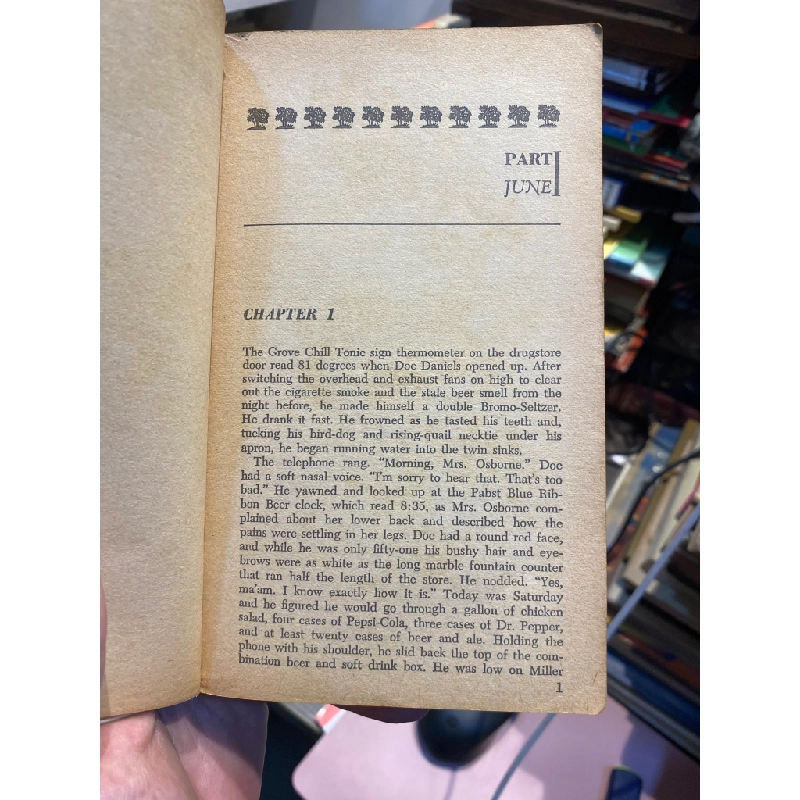 PART I
JUNE
CHAPTER 1
The Grove Chill Tonic sign thermometer on the drugstore
door read 81 degrees when Doc Daniels opened up. After
switching the overhead and exhaust fans on high to clear
out the cigarette smoke and the stale beer smell from the
night before, he made himself a double Bromo-Seltzer.
He drank it fast. He frowned as he tasted his teeth and,
tucking his bird-dog and rising-quail necktie under his
apron, he began running water into the twin sinks.
The telephone rang. “Morning, Mrs. Osborne.” Doc
had a soft nasal voice. “I'm sorry to hear that. That's too
bad.” He yawned and looked up at the Pabst Blue Rib-
bon Beer clock, which read 8:35, as Mrs. Osborne com-
plained about her lower back and described how the
pains were settling in her legs. Doc had a round red face,
and while he was only fifty-one his bushy hair and eye-
brows were as white as the long marble fountain counter
that ran half the length of the store. He nodded. “Yes,
ma'am. I know exactly how it is.” Today was Saturday
and he figured he would go through a gallon of chicken
salad, four cases of Pepsi-Cola, three cases of Dr. Pepper,
and at least twenty cases of beer and ale. Holding the
phone with his shoulder, he slid back the top of the com-
bination beer and soft drink box. He was low on Miller
1